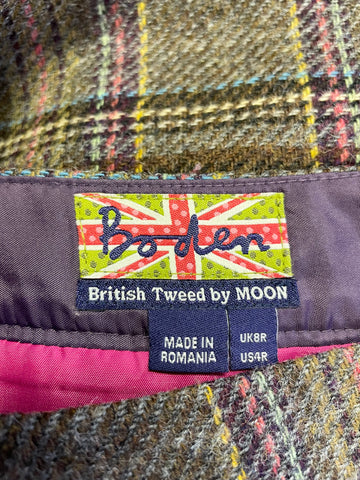 Boden
British Tweed by MOON
MADE IN
ROMANIA
UK8R
US4R